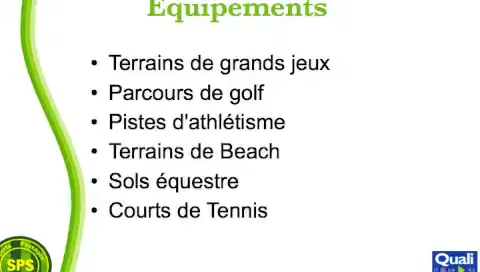 Equipements
• Terrains de grands jeux
• Parcours de golf
• Pistes d'athlétisme
• Terrains de Beach
• Sols équestre
• Courts de Tennis
SPS
Quali